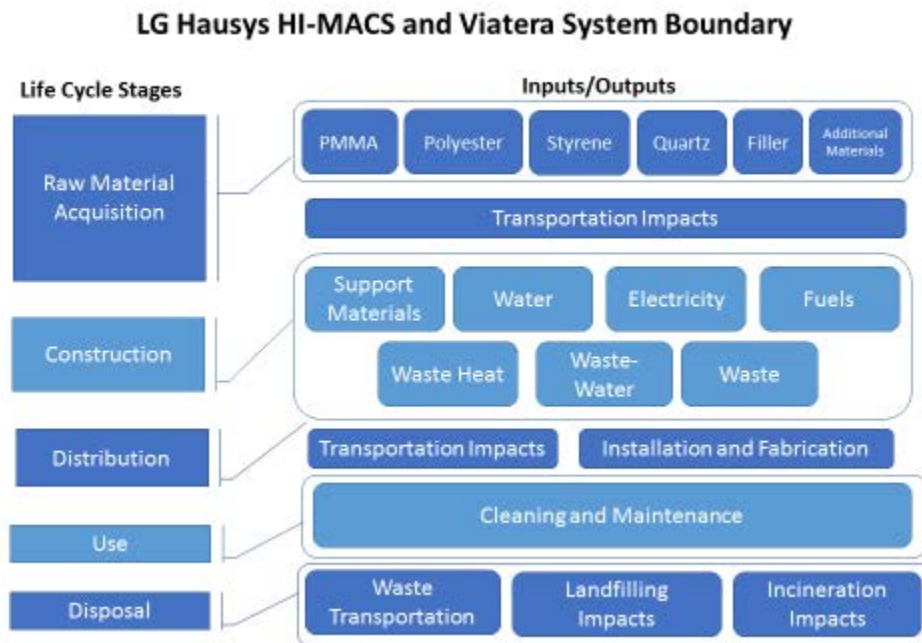 LG Hausys HI-MACS and Viatera System Boundary
Life Cycle Stages
Inputs/Outputs
Raw Material
Acquisition
PMMA
Polyester
Styrene
Quartz
Filler
Additional
Materials
Transportation Impacts
Construction
Support
Materials
Water
Electricity
Fuels
Waste Heat
Waste-
Water
Waste
Distribution
Transportation Impacts
Installation and Fabrication
Use
Cleaning and Maintenance
Disposal
Waste
Transportation
Landfilling
Impacts
Incineration
Impacts